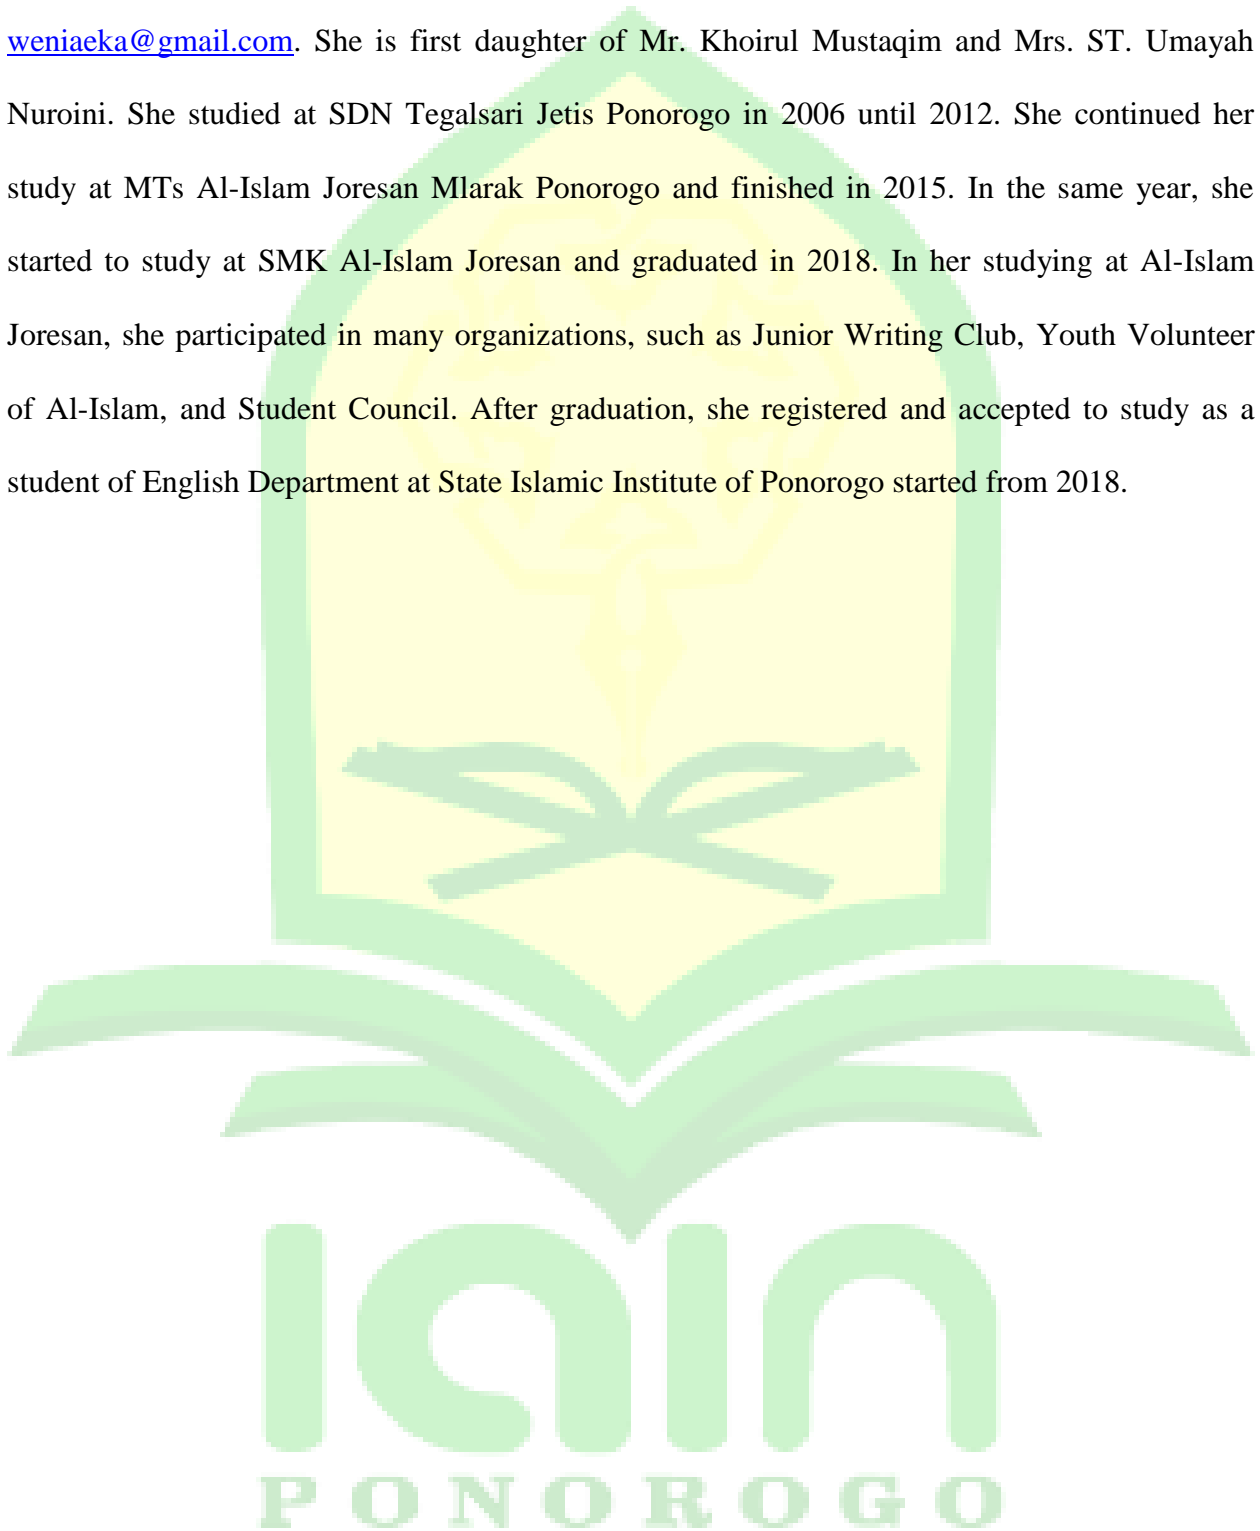 weniaeka@gmail.com. She is first daughter of Mr. Khoirul Mustaqim and Mrs. ST. Umayah
Nuroini. She studied at SDN Tegalsari Jetis Ponorogo in 2006 until 2012. She continued her
study at MTs Al-Islam Joresan Mlarak Ponorogo and finished in 2015. In the same year, she
started to study at SMK Al-Islam Joresan and graduated in 2018. In her studying at Al-Islam
Joresan, she participated in many organizations, such as Junior Writing Club, Youth Volunteer
of Al-Islam, and Student Council. After graduation, she registered and accepted to study as a
student of English Department at State Islamic Institute of Ponorogo started from 2018.
iain
PONOROGO